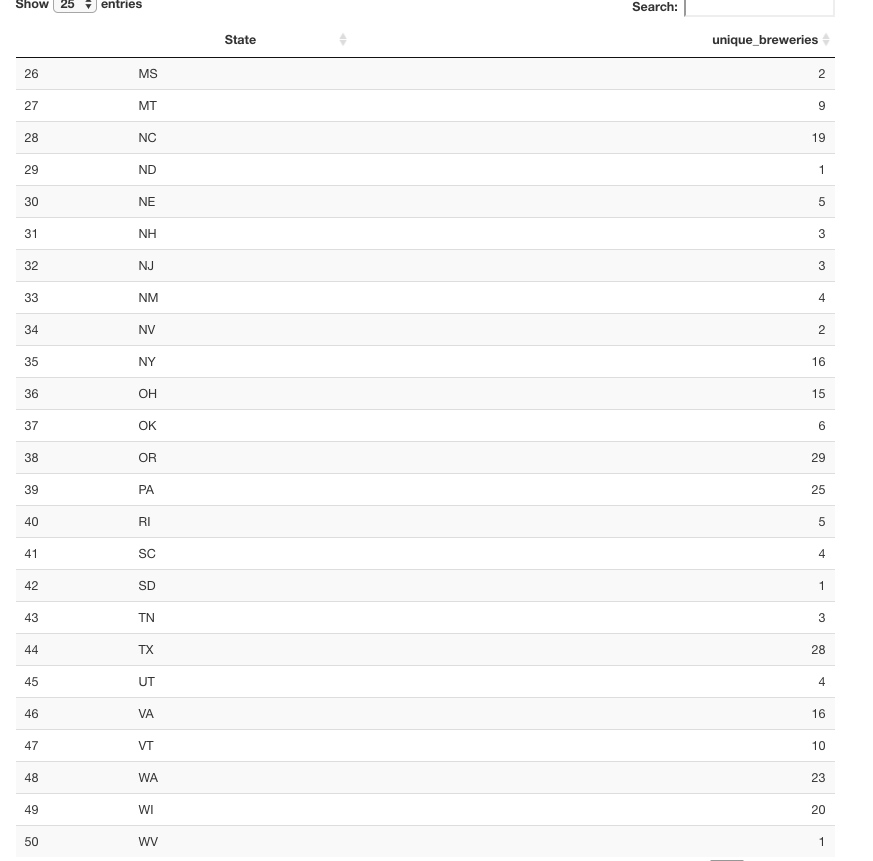 Show 25 entries
Search:
State unique_breweries
26 MS 2
27 MT 9
28 NC 19
29 ND 1
30 NE 5
31 NH 3
32 NJ 3
33 NM 4
34 NV 2
35 NY 16
36 OH 15
37 OK 6
38 OR 29
39 PA 25
40 RI 5
41 SC 4
42 SD 1
43 TN 3
44 TX 28
45 UT 4
46 VA 16
47 VT 10
48 WA 23
49 WI 20
50 WV 1